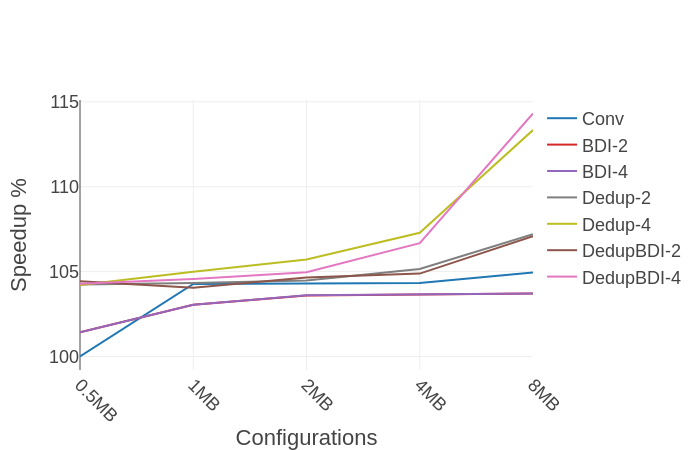 115
110
105
100
Speedup %
0.5MB
1MB
2MB
4MB
8MB
Configurations
Conv
BDI-2
BDI-4
Dedup-2
Dedup-4
DedupBDI-2
DedupBDI-4